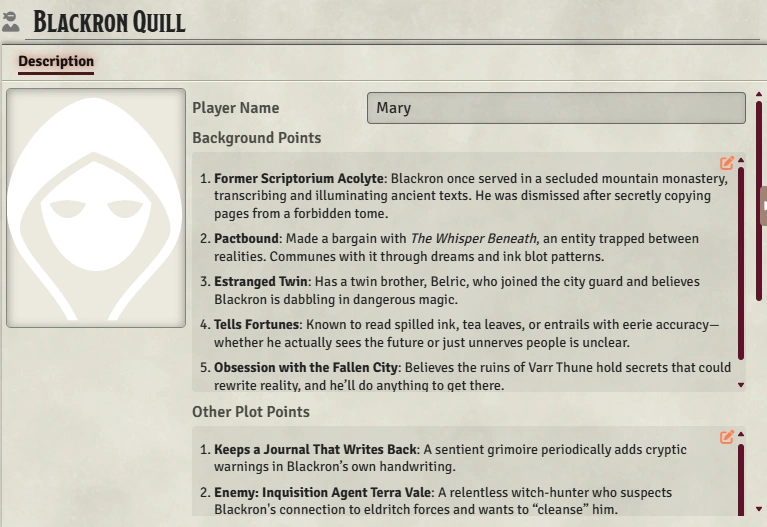 Blackron Quill
Description
Player Name
Mary
Background Points
1. Former Scriptorium Acolyte: Blackron once served in a secluded mountain monastery,
transcribing and illuminating ancient texts. He was dismissed after secretly copying
pages from a forbidden tome.
2. Pactbound: Made a bargain with The Whisper Beneath, an entity trapped between
realities. Communes with it through dreams and ink blot patterns.
3. Estranged Twin: Has a twin brother, Belric, who joined the city guard and believes
Blackron is dabbling in dangerous magic.
4. Tells Fortunes: Known to read spilled ink, tea leaves, or entrails with eerie accuracy—
whether he actually sees the future or just unnerves people is unclear.
5. Obsession with the Fallen City: Believes the ruins of Varr Thune hold secrets that could
rewrite reality, and he’ll do anything to get there.
Other Plot Points
1. Keeps a Journal That Writes Back: A sentient grimoire periodically adds cryptic
warnings in Blackron’s own handwriting.
2. Enemy: Inquisition Agent Terra Vale: A relentless witch-hunter who suspects
Blackron's connection to eldritch forces and wants to “cleanse” him.